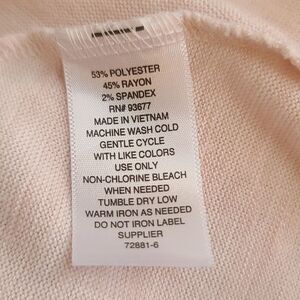 53% POLYESTER
45% RAYON
2% SPANDEX
RN# 93677
MADE IN VIETNAM
MACHINE WASH COLD
GENTLE CYCLE
WITH LIKE COLORS
USE ONLY
NON-CHLORINE BLEACH
WHEN NEEDED
TUMBLE DRY LOW
WARM IRON AS NEEDED
DO NOT IRON LABEL
SUPPLIER
72881-6